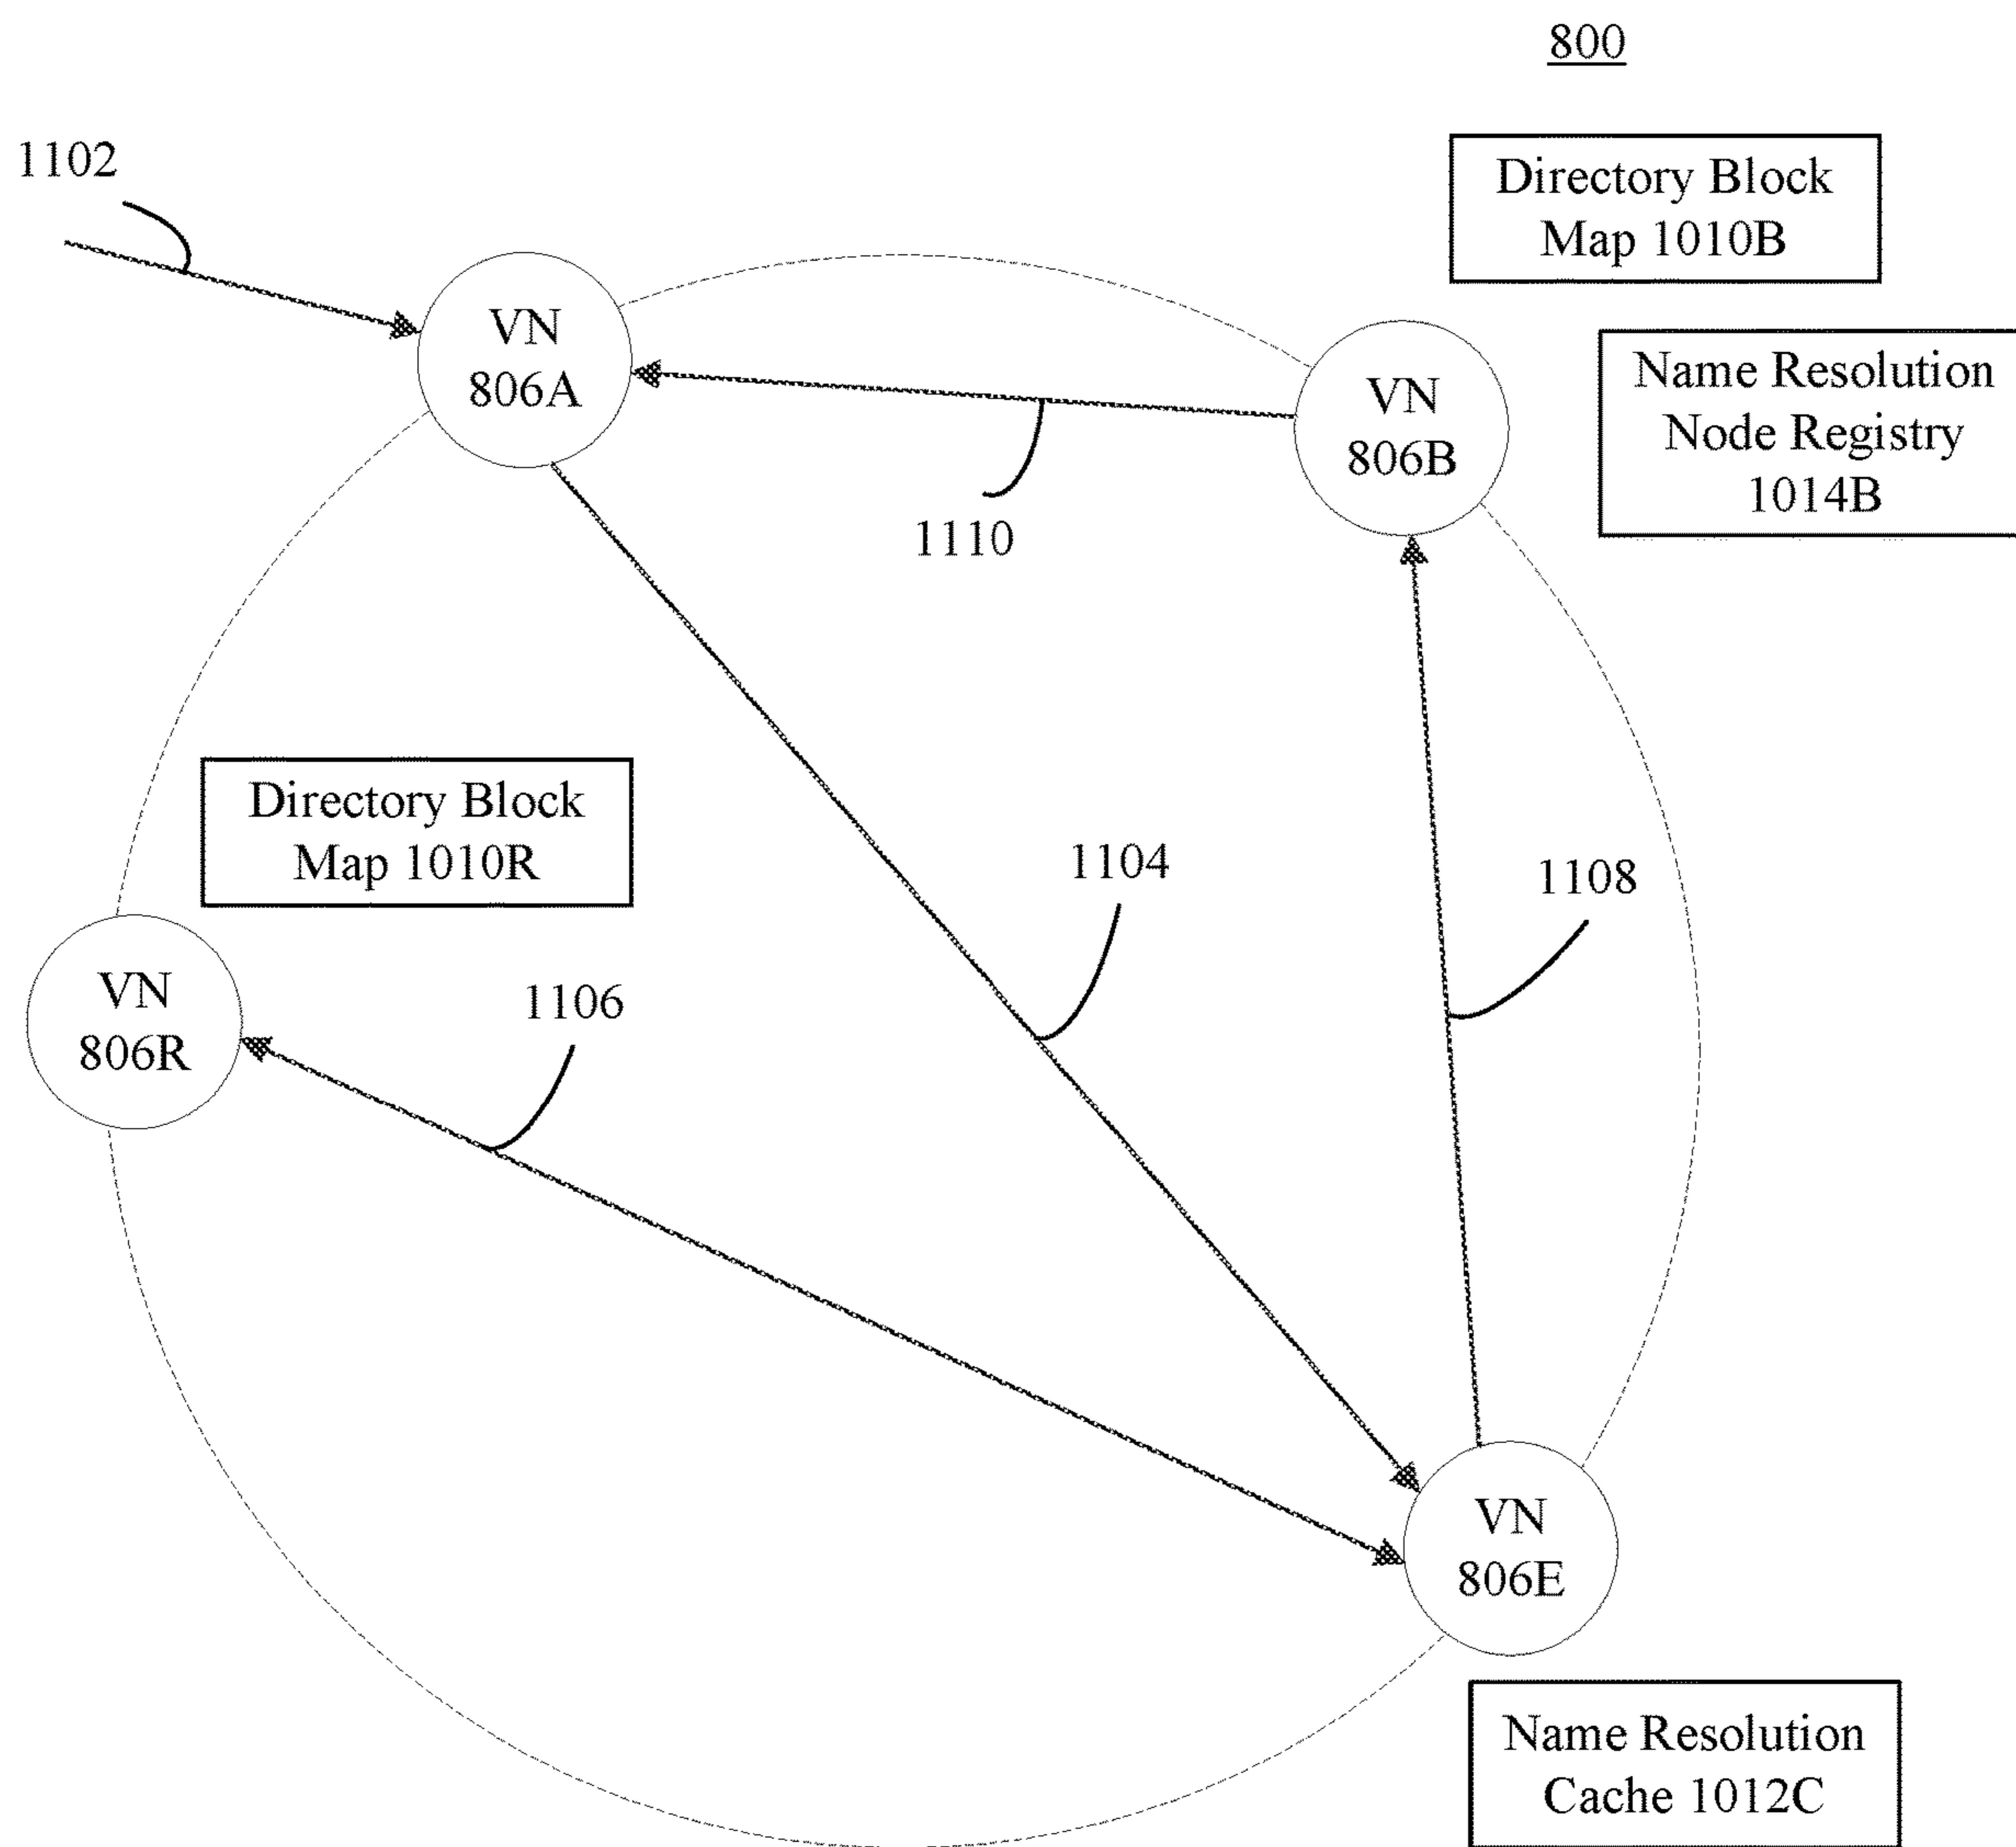 800
1102
Directory Block
Map 1010B
VN
806A
Name Resolution
Node Registry
1014B
VN
806B
1110
Directory Block
Map 1010R
1104
1108
VN
806R
1106
VN
806E
Name Resolution
Cache 1012C